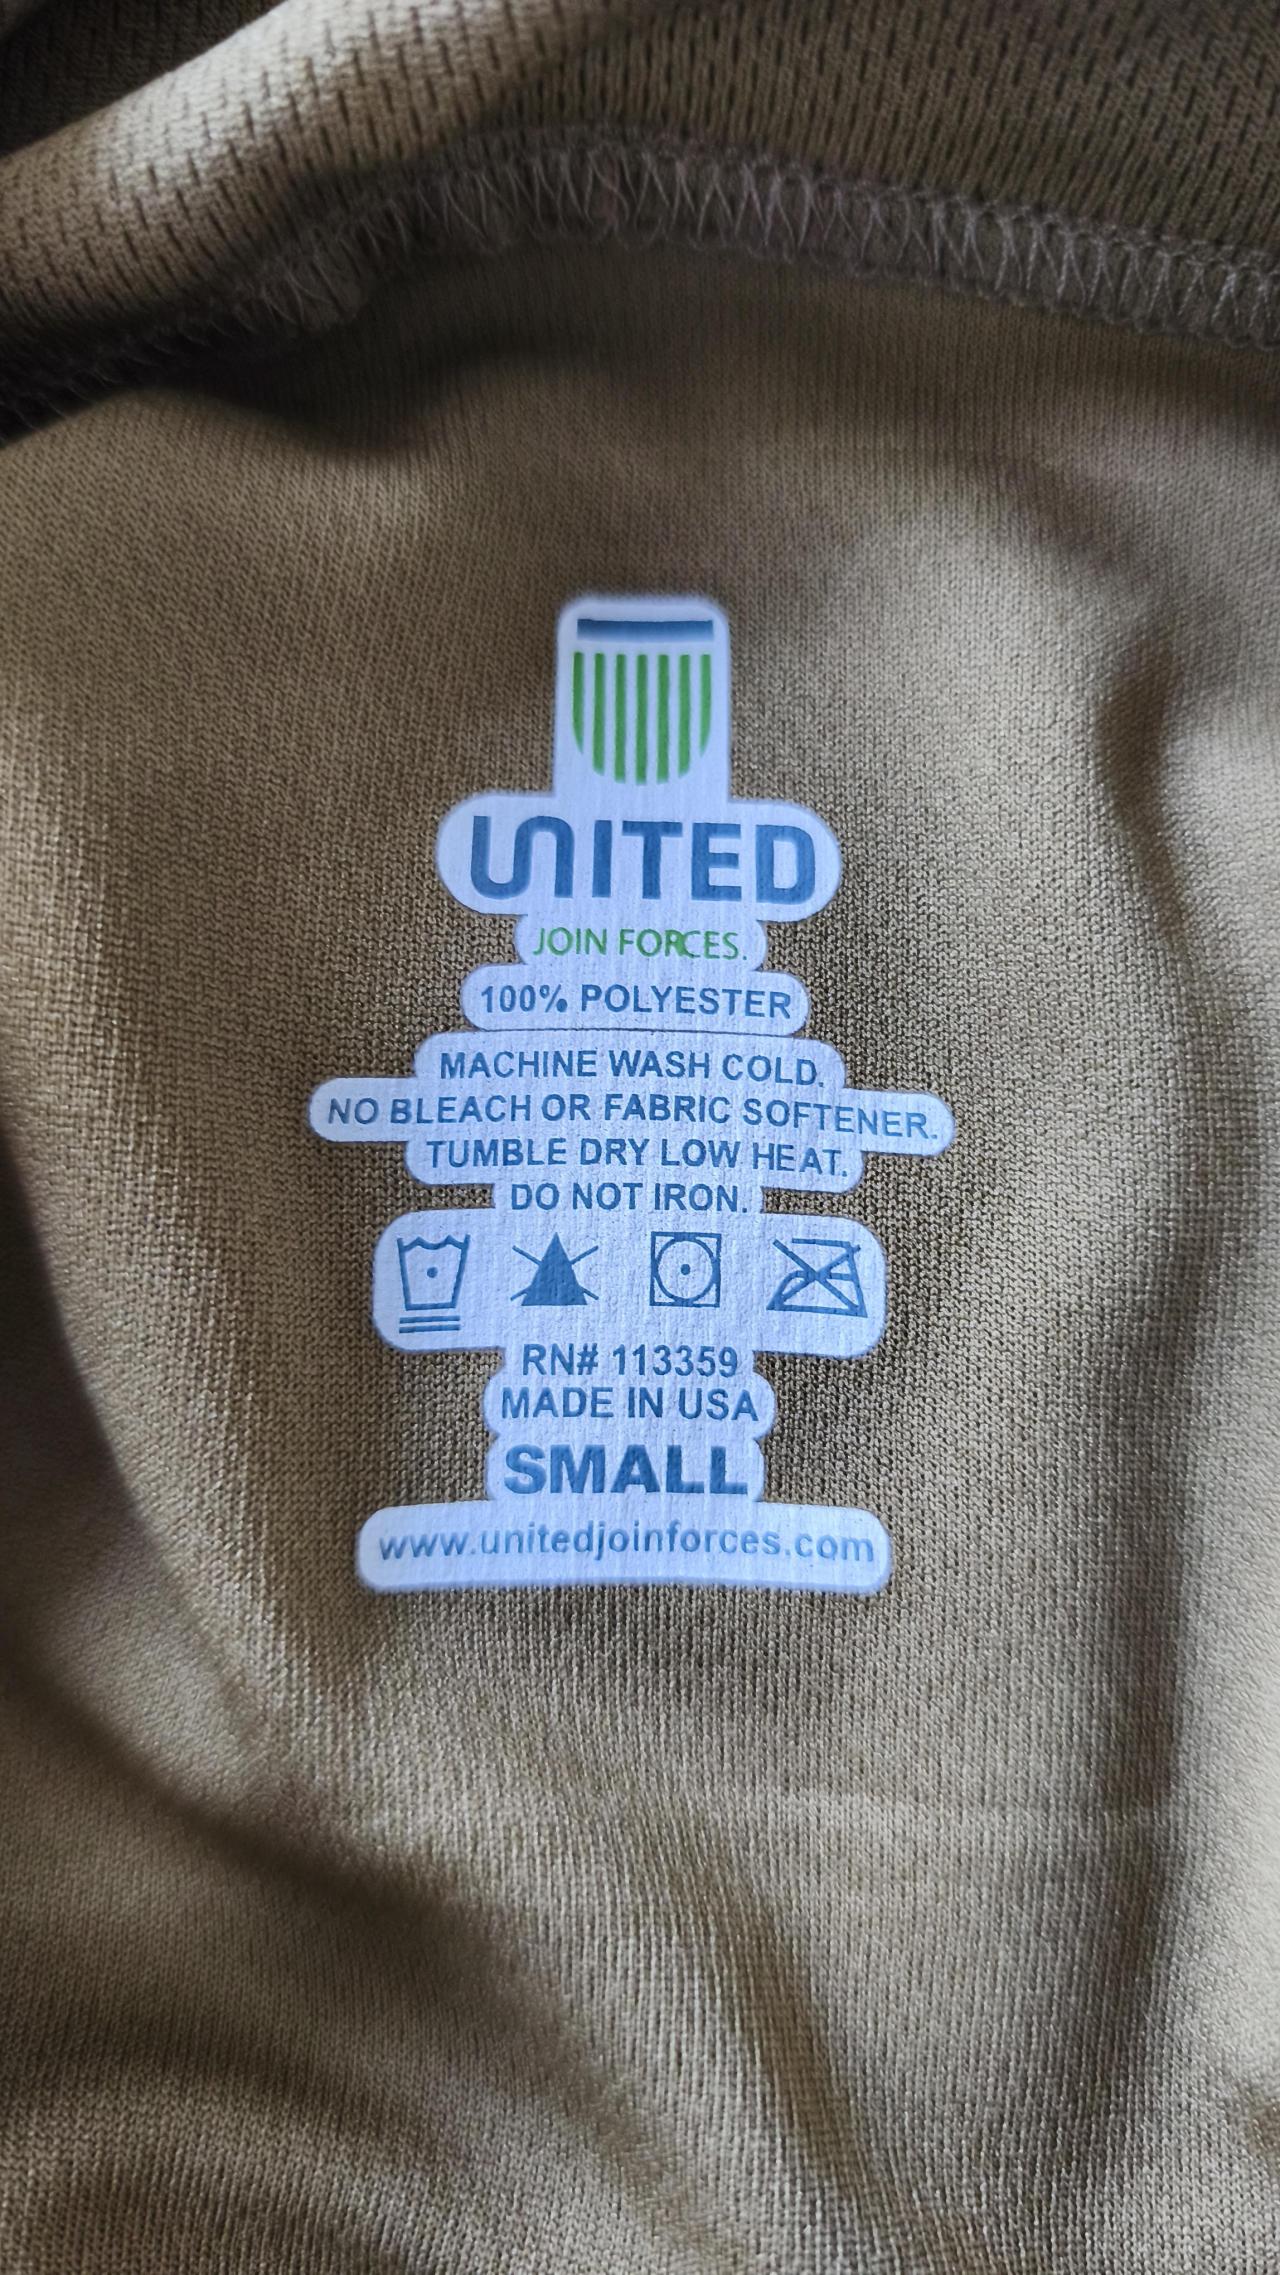 UNITED
JOIN FORCES.
100% POLYESTER
MACHINE WASH COLD.
NO BLEACH OR FABRIC SOFTENER.
TUMBLE DRY LOW HEAT.
DO NOT IRON.
RN# 113359
MADE IN USA
SMALL
www.unitedjoinforces.com